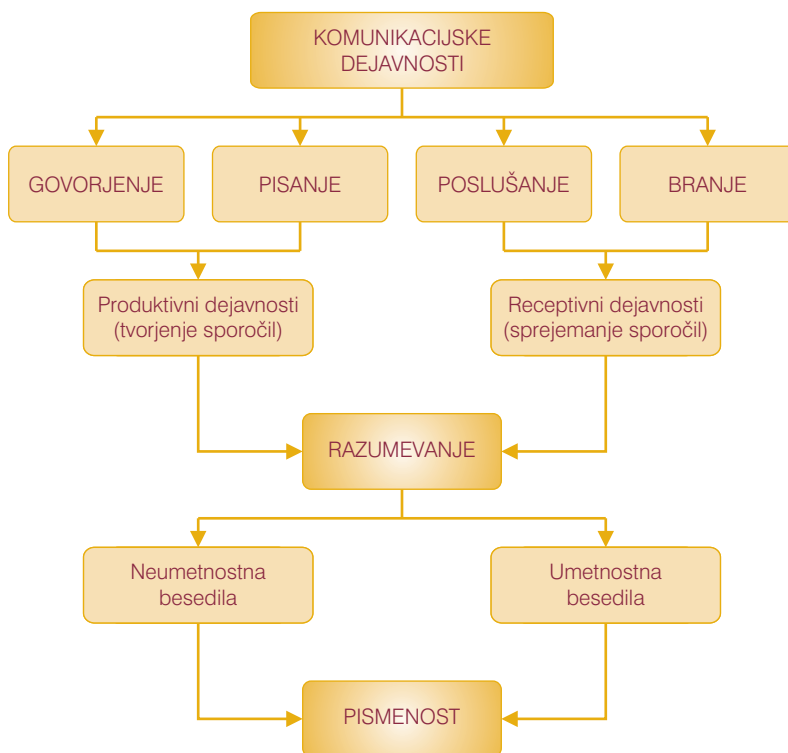 KOMUNIKACIJSKE
DEJAVNOSTI
GOVORJENJE
PISANJE
POSLUŠANJE
BRANJE
Produktivni dejavnosti
(tvorjenje sporočil)
Receptivni dejavnosti
(sprejemanje sporočil)
RAZUMEVANJE
Neumetnostna
besedila
Umetnostna
besedila
PISMENOST